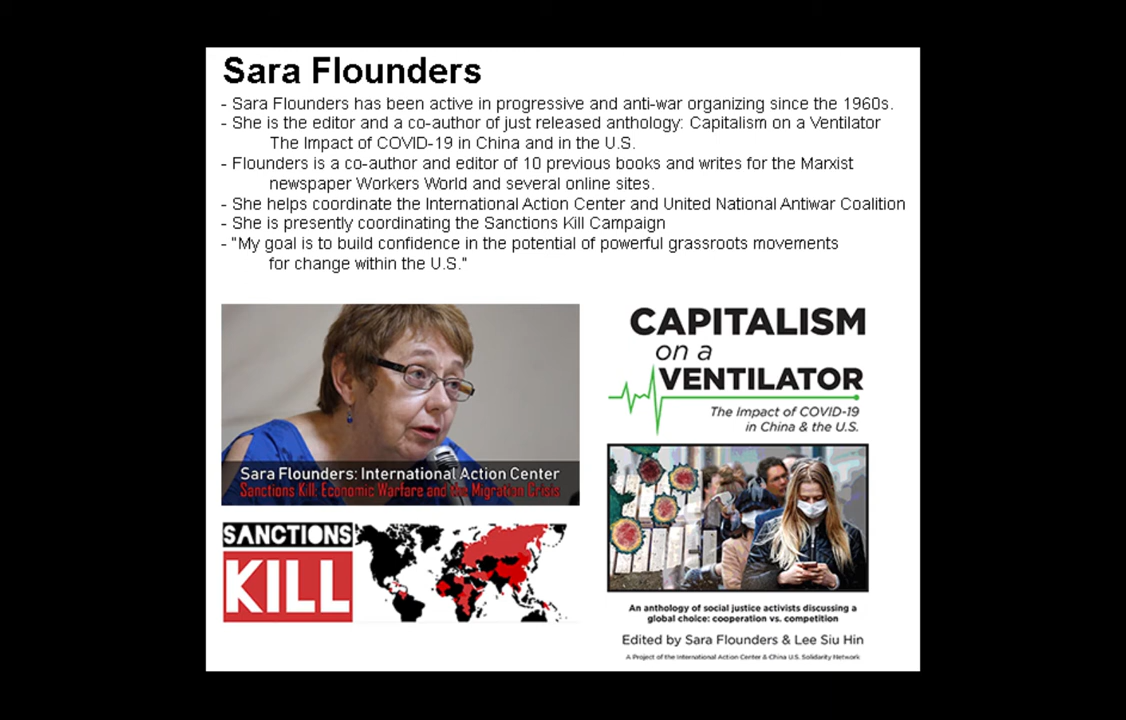 Sara Flounders
- Sara Flounders has been active in progressive and anti-war organizing since the 1960s.
- She is the editor and a co-author of just released anthology: Capitalism on a Ventilator
The Impact of COVID-19 in China and in the U.S.
- Flounders is a co-author and editor of 10 previous books and writes for the Marxist
newspaper Workers World and several online sites.
- She helps coordinate the International Action Center and United National Antiwar Coalition
- She is presently coordinating the Sanctions Kill Campaign
- "My goal is to build confidence in the potential of powerful grassroots movements
for change within the U.S."
Sara Flounders: International Action Center
Sanctions Kill: Economic Warfare and the Migration Crisis
SANCTIONS
KILL
CAPITALISM
on a
VENTILATOR
The Impact of COVID-19
in China & the U.S.
An anthology of social justice activists discussing a
global choice: cooperation vs. competition
Edited by Sara Flounders & Lee Siu Hin
A Project of the International Action Center & China U.S. Solidarity Network